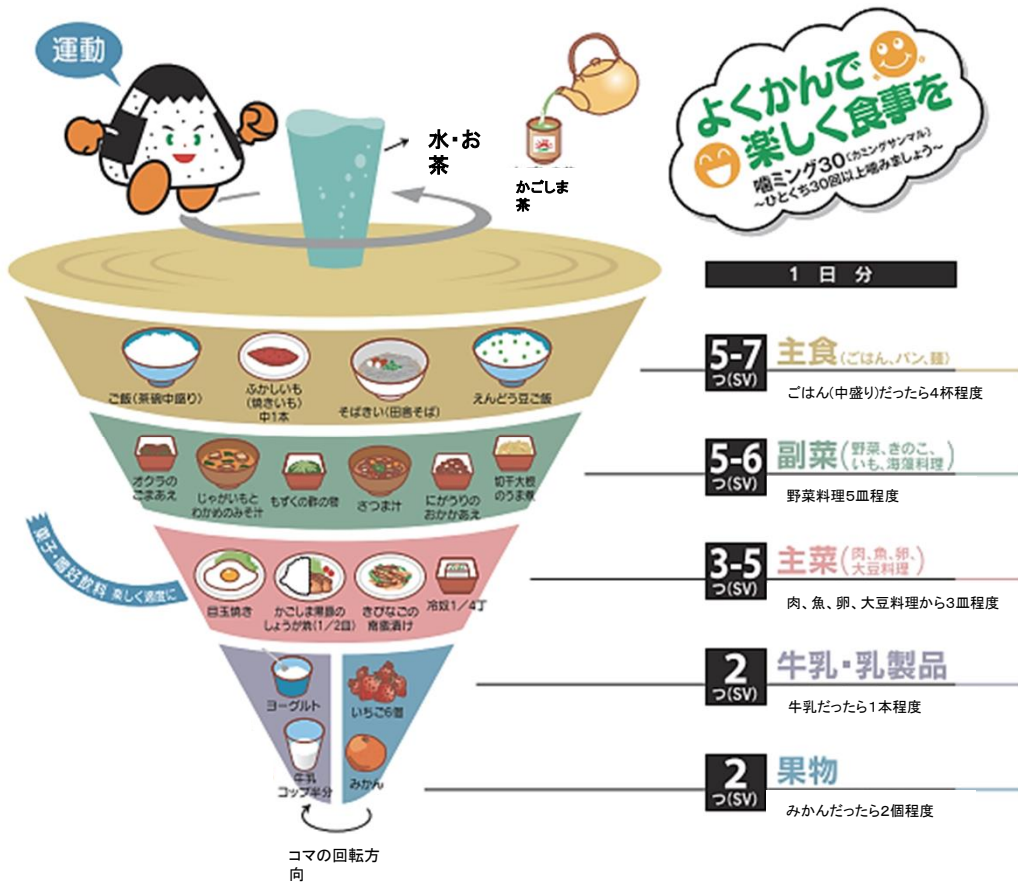 運動
水・お
茶
かごしま
茶
よくかんで
楽しく食事を
噛ミング30(カミングサンマル)
~ひとくち30回以上噛みましょう~
1日分
ご飯(茶碗中盛り)
ふかしいも
(焼きいも)
中1本
そばきい(田舎そば)
えんどう豆ご飯
5-7
つ(SV)
主食(ごはん、パン、麺)
ごはん(中盛り)だったら4杯程度
オクラの
ごまあえ
じゃがいもと
わかめのみそ汁
もずくの酢の物
さつま汁
にがうりの
おかかあえ
切干大根
のうま煮
5-6
つ(SV)
副菜(野菜、きのこ、
いも、海藻料理)
野菜料理5皿程度
菓子・嗜好飲料 楽しく適度に
目玉焼き
かごしま黒豚の
しょうが焼(1/2皿)
きびなごの
南蛮漬け
冷奴1/4丁
3-5
つ(SV)
主菜(肉、魚、卵、
大豆料理)
肉、魚、卵、大豆料理から3皿程度
ヨーグルト
いちご6個
2
つ(SV)
牛乳・乳製品
牛乳だったら1本程度
牛乳
コップ半分
みかん
2
つ(SV)
果物
みかんだったら2個程度
コマの回転方
向